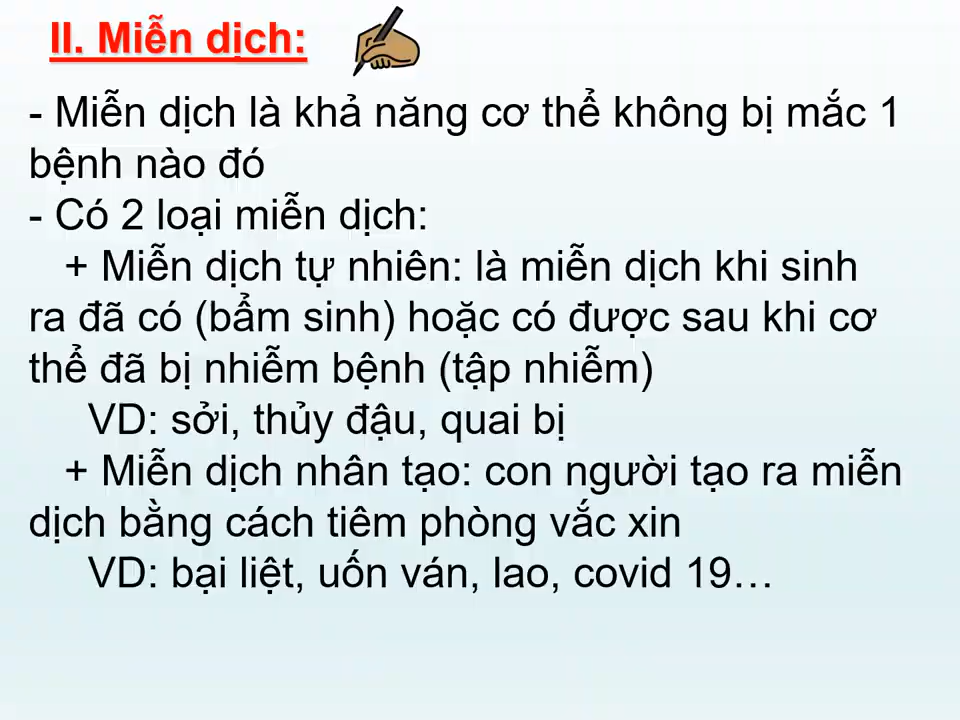 II. Miễn dịch:
- Miễn dịch là khả năng cơ thể không bị mắc 1
bệnh nào đó
- Có 2 loại miễn dịch:
+ Miễn dịch tự nhiên: là miễn dịch khi sinh
ra đã có (bẩm sinh) hoặc có được sau khi cơ
thể đã bị nhiễm bệnh (tập nhiễm)
VD: sởi, thủy đậu, quai bị
+ Miễn dịch nhân tạo: con người tạo ra miễn
dịch bằng cách tiêm phòng vắc xin
VD: bại liệt, uốn ván, lao, covid 19…